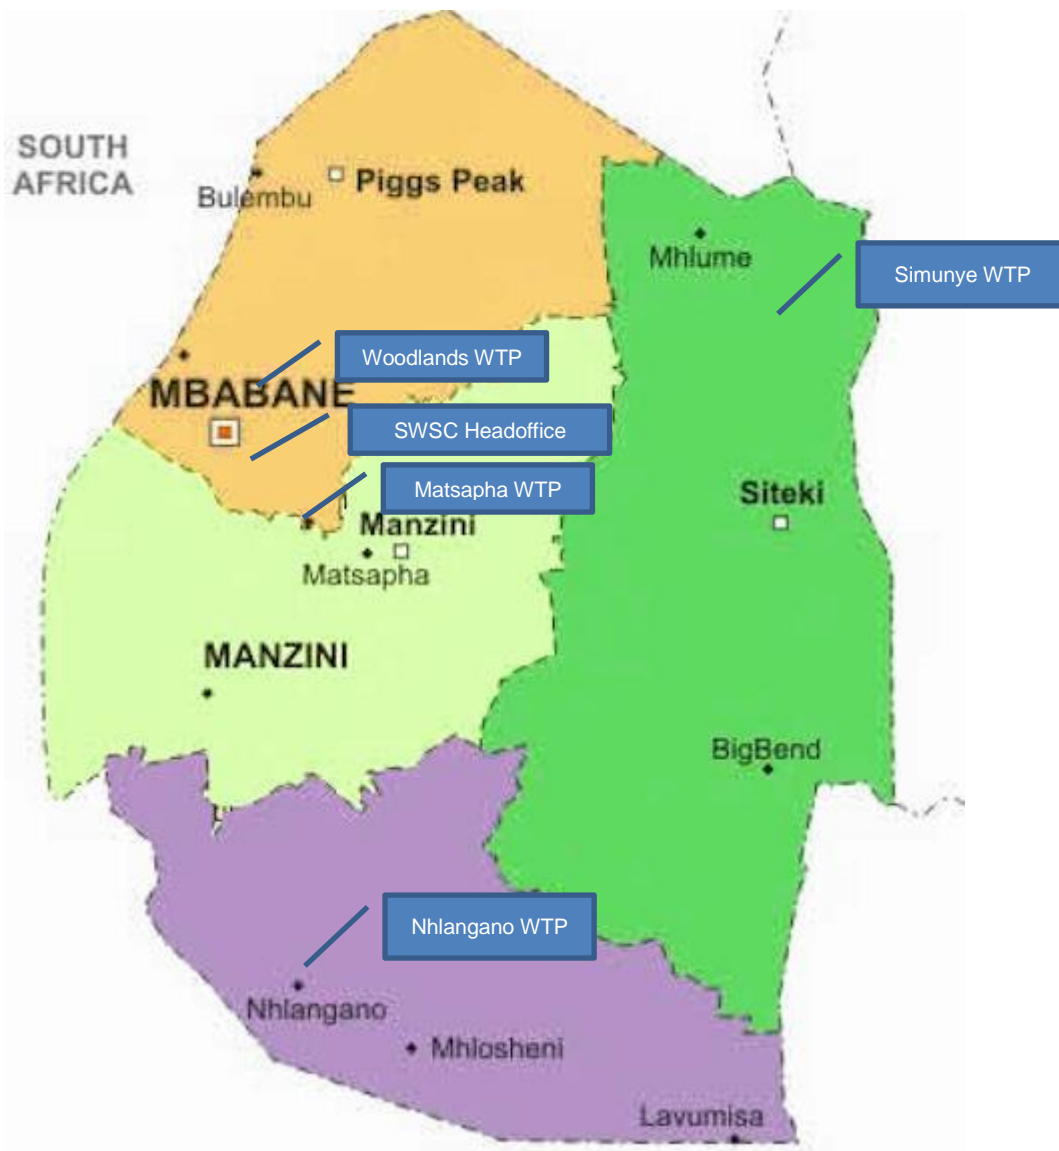 SOUTH
AFRICA
Bulembu
Piggs Peak
Mhlume
Simunye WTP
Woodlands WTP
MBABANE
SWSC Headoffice
Matsapha WTP
Siteki
Manzini
Matsapha
MANZINI
BigBend
Nhlangano WTP
Nhlangano
Mhlosheni
Lavumisa